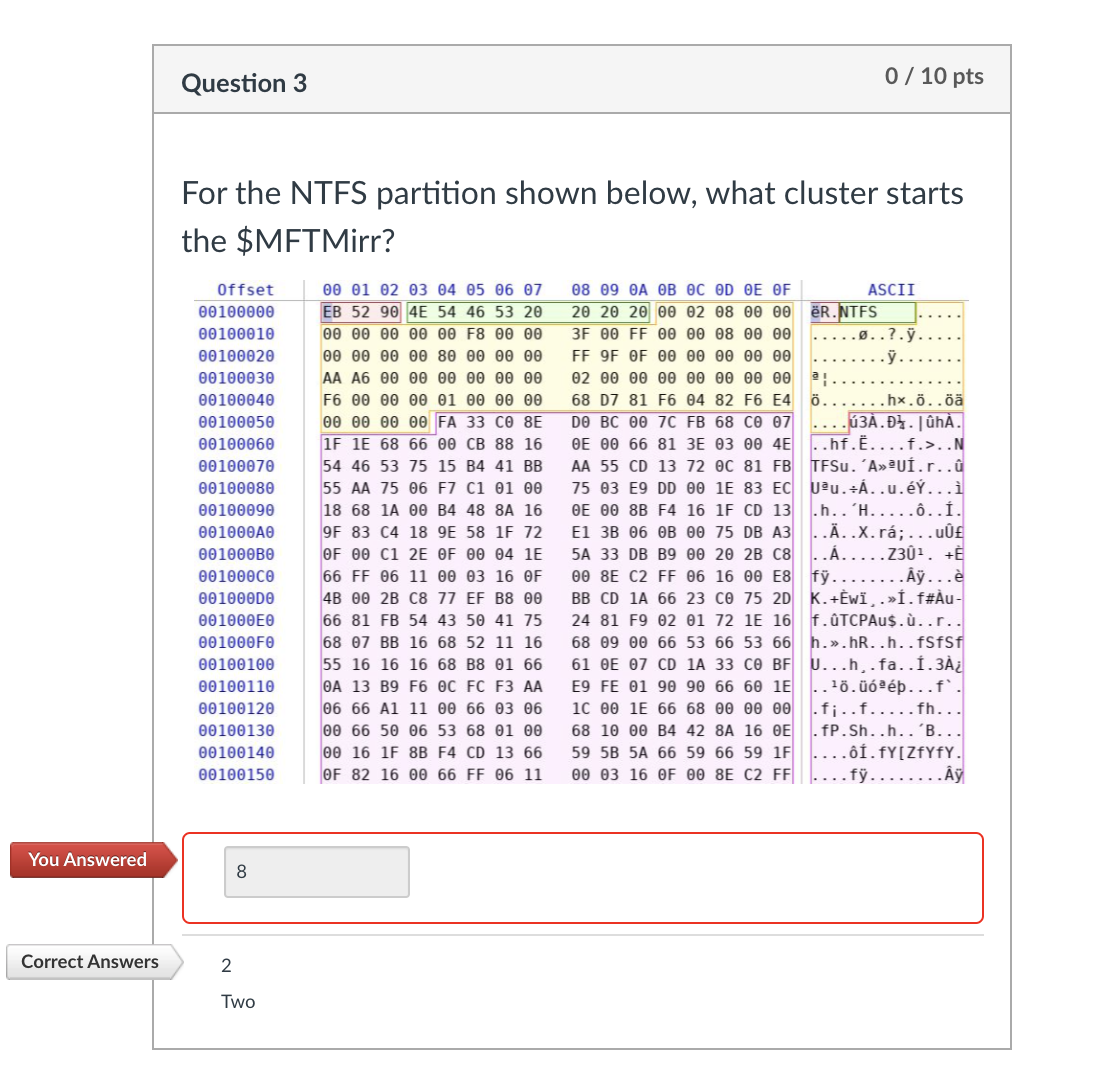 Question 3
0 / 10 pts
For the NTFS partition shown below, what cluster starts
the $MFTMirr?
Offset 00 01 02 03 04 05 06 07 08 09 0A 0B 0C 0D 0E 0F ASCII
00100000 EB 52 90 4E 54 46 53 20 20 20 20 00 02 08 00 00 ëR.NTFS    .....
00100010 00 00 00 00 00 F8 00 00 3F 00 FF 00 00 08 00 00 .....ø..?.ÿ.....
00100020 00 00 00 00 80 00 00 00 FF 9F 0F 00 00 00 00 00 ........ÿ.......
00100030 AA A6 00 00 00 00 00 00 02 00 00 00 00 00 00 00 ª¦..............
00100040 F6 00 00 00 01 00 00 00 68 D7 81 F6 04 82 F6 E4 ö.......h×.ö..öä
00100050 00 00 00 00 FA 33 C0 8E D0 BC 00 7C FB 68 C0 07 ....ú3À.Ð¼.|ûhÀ.
00100060 1F 1E 68 66 00 CB 88 16 0E 00 66 81 3E 03 00 4E ..hf.Ë....f.>..N
00100070 54 46 53 75 15 B4 41 BB AA 55 CD 13 72 0C 81 FB TFSu.´A»ªUÍ.r..û
00100080 55 AA 75 06 F7 C1 01 00 75 03 E9 DD 00 1E 83 EC Uªu.÷Á..u.éÝ...ì
00100090 18 68 1A 00 B4 48 8A 16 0E 00 8B F4 16 1F CD 13 .h..´H.....ô..Í.
001000A0 9F 83 C4 18 9E 58 1F 72 E1 3B 06 0B 00 75 DB A3 ..Ä..X.rá;...uÛ£
001000B0 0F 00 C1 2E 0F 00 04 1E 5A 33 DB B9 00 20 2B C8 ..Á.....Z3Û¹. +È
001000C0 66 FF 06 11 00 03 16 0F 00 8E C2 FF 06 16 00 E8 fÿ........Âÿ...è
001000D0 4B 00 2B C8 77 EF B8 00 BB CD 1A 66 23 C0 75 2D K.+Èwï¸.»Í.f#Àu-
001000E0 66 81 FB 54 43 50 41 75 24 81 F9 02 01 72 1E 16 f.ûTCPAu$.ù..r..
001000F0 68 07 BB 16 68 52 11 16 68 09 00 66 53 66 53 66 h.».hR..h..fSfSf
00100100 55 16 16 16 68 B8 01 66 61 0E 07 CD 1A 33 C0 BF U...h¸.fa..Í.3À¿
00100110 0A 13 B9 F6 0C FC F3 AA E9 FE 01 90 90 66 60 1E ..¹ö.üóªéþ...f`.
00100120 06 66 A1 11 00 66 03 06 1C 00 1E 66 68 00 00 00 .f¡..f.....fh...
00100130 00 66 50 06 53 68 01 00 68 10 00 B4 42 8A 16 0E .fP.Sh..h..´B...
00100140 00 16 1F 8B F4 CD 13 66 59 5B 5A 66 59 66 59 1F ....ôÍ.fY[ZfYfY.
00100150 0F 82 16 00 66 FF 06 11 00 03 16 0F 00 8E C2 FF ....fÿ........Âÿ
You Answered
8
Correct Answers
2
Two